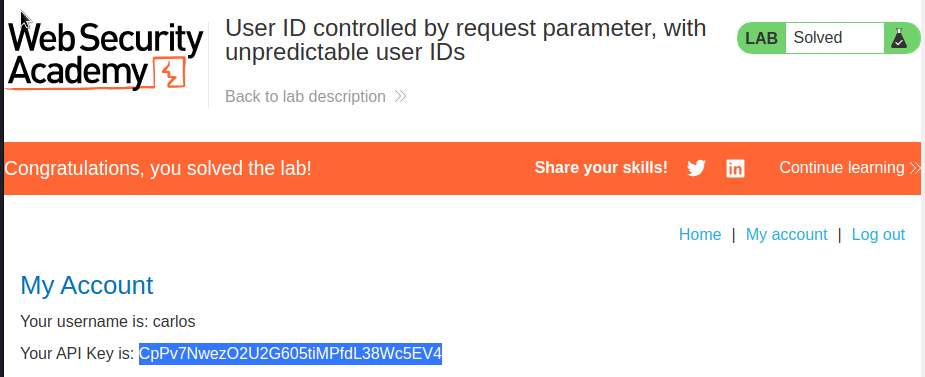 Web Security
Academy
User ID controlled by request parameter, with
unpredictable user IDs
Back to lab description
LAB Solved
Congratulations, you solved the lab!
Share your skills!
Continue learning
Home | My account | Log out
My Account
Your username is: carlos
Your API Key is: CpPv7NwezO2U2G605tiMPfdL38Wc5EV4